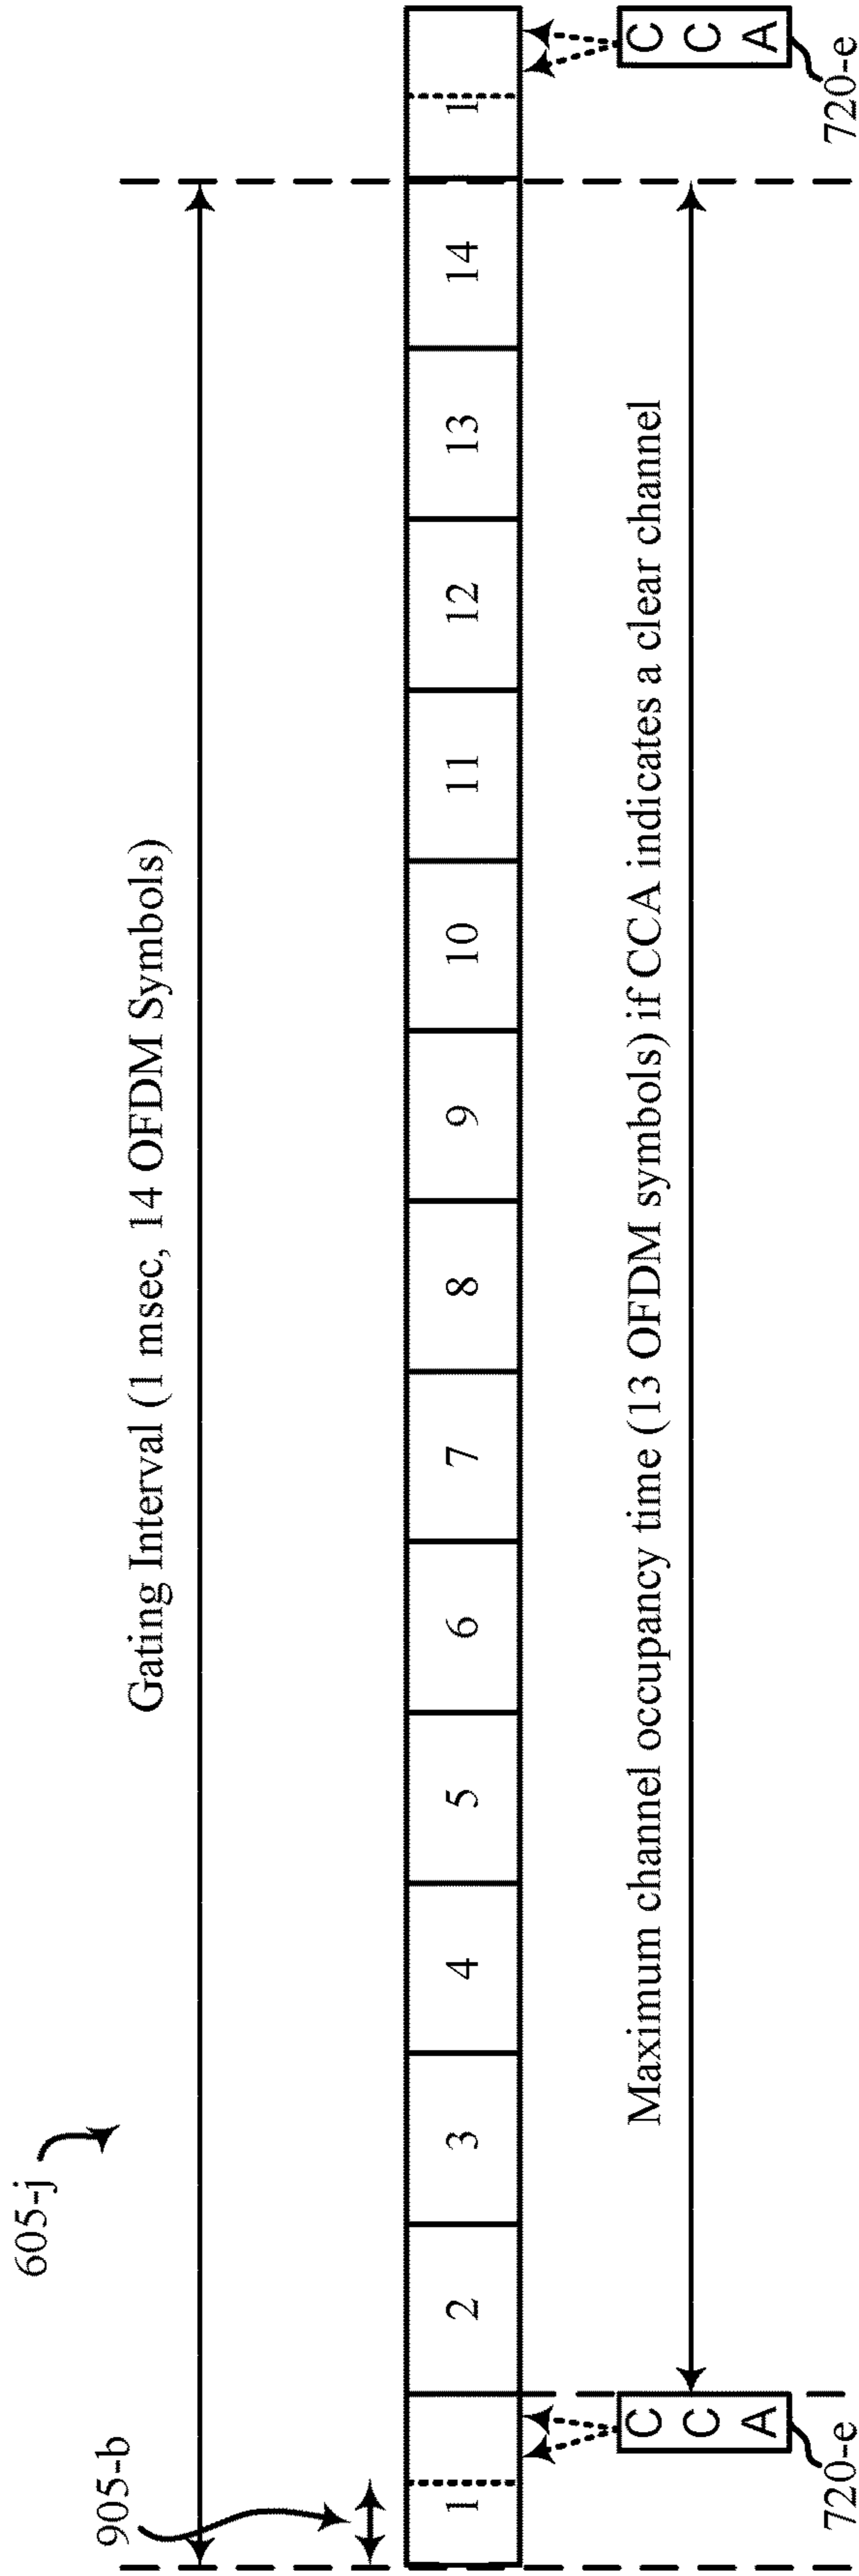 605-j
Gating Interval (1 msec, 14 OFDM Symbols)
905-b
1 2 3 4 5 6 7 8 9 10 11 12 13 14 1
Maximum channel occupancy time (13 OFDM symbols) if CCA indicates a clear channel
CCA CCA
720-e 720-e